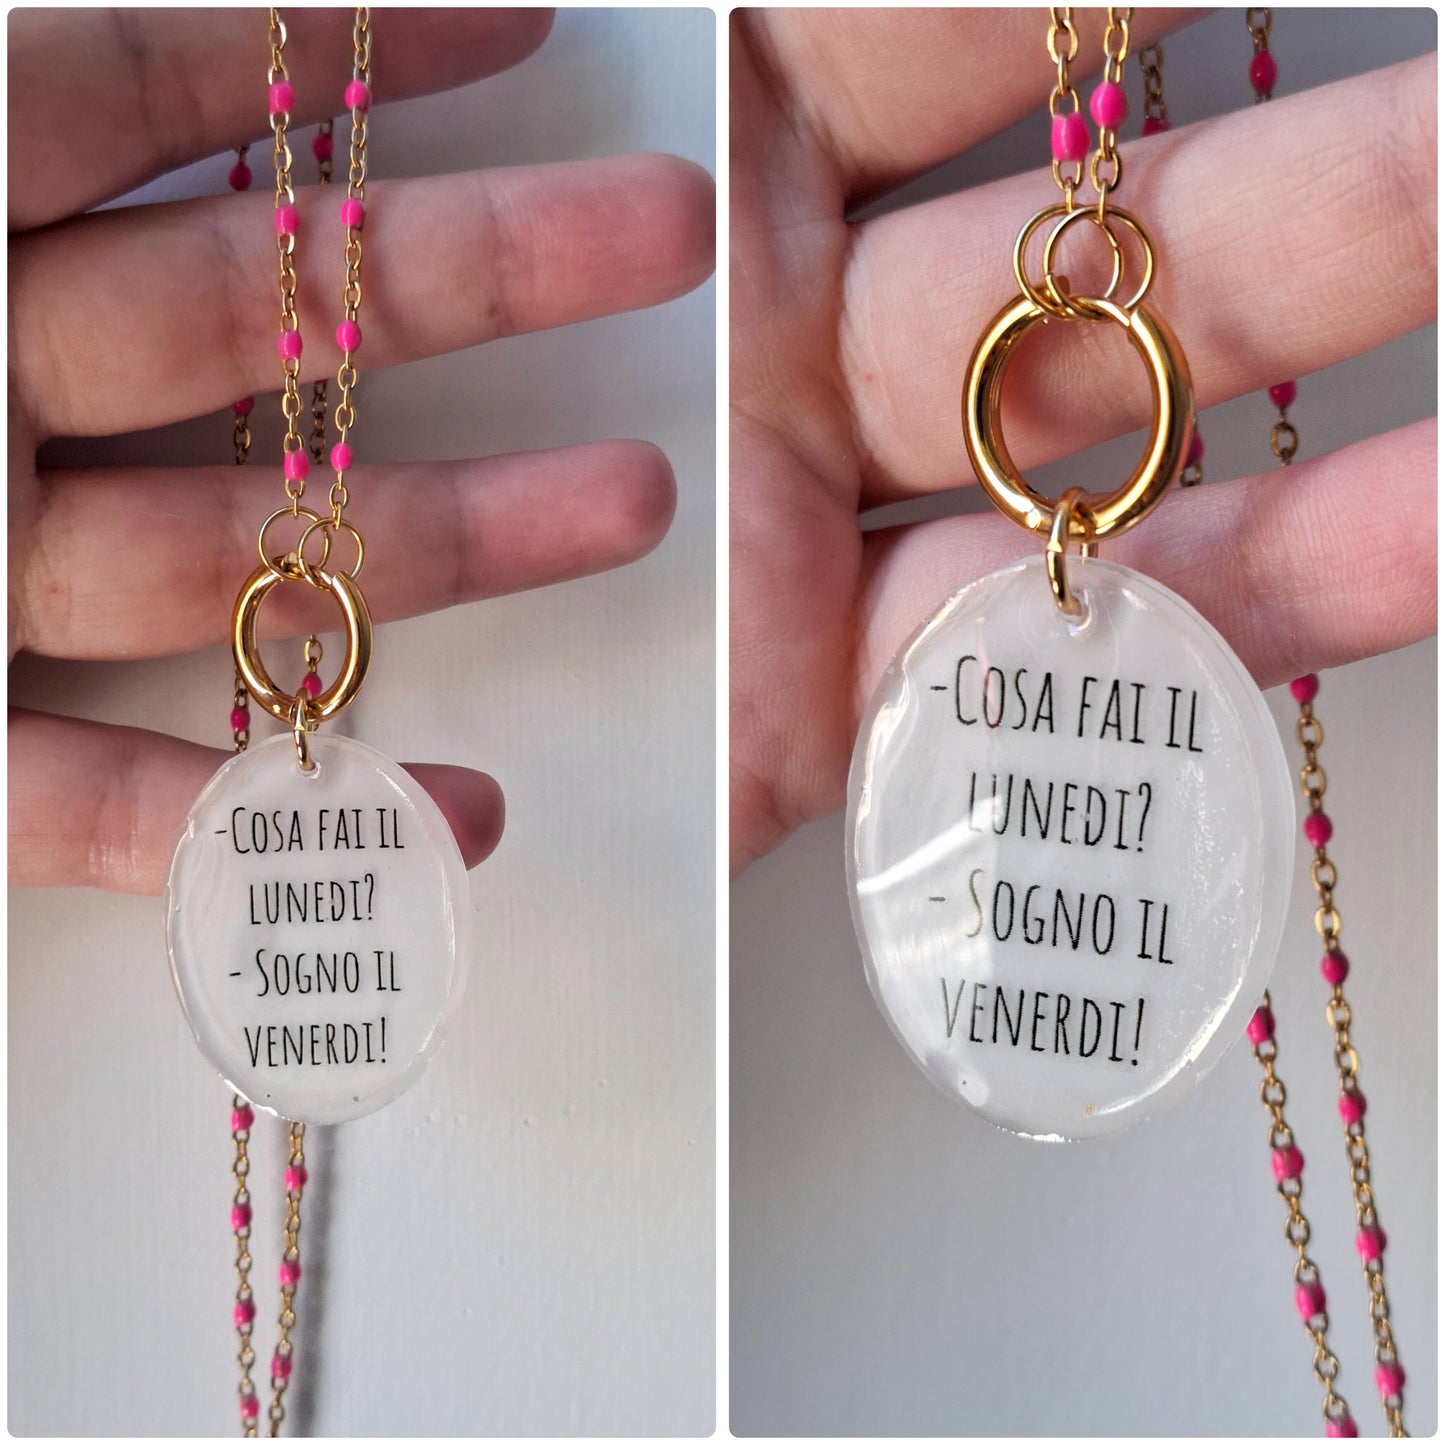 -Cosa fai il
lunedi?
- Sogno il
venerdi!
-Cosa fai il
lunedi?
- Sogno il
venerdi!